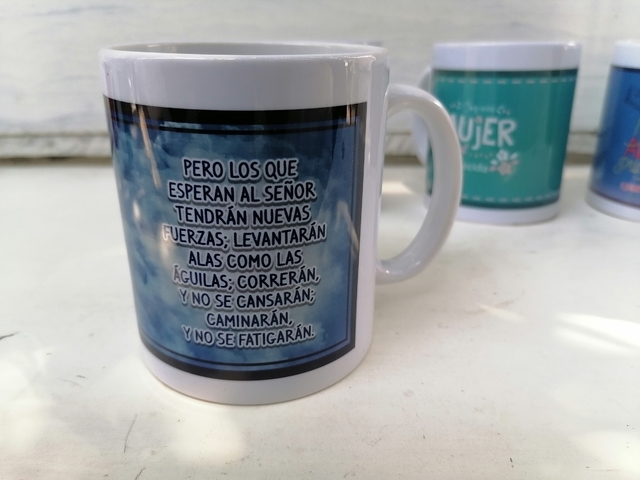 PERO LOS QUE
ESPERAN AL SEÑOR
TENDRÁN NUEVAS
FUERZAS; LEVANTARÁN
ALAS COMO LAS
ÁGUILAS; CORRERÁN,
Y NO SE CANSARÁN;
CAMINARÁN,
Y NO SE FATIGARÁN.
MUJER